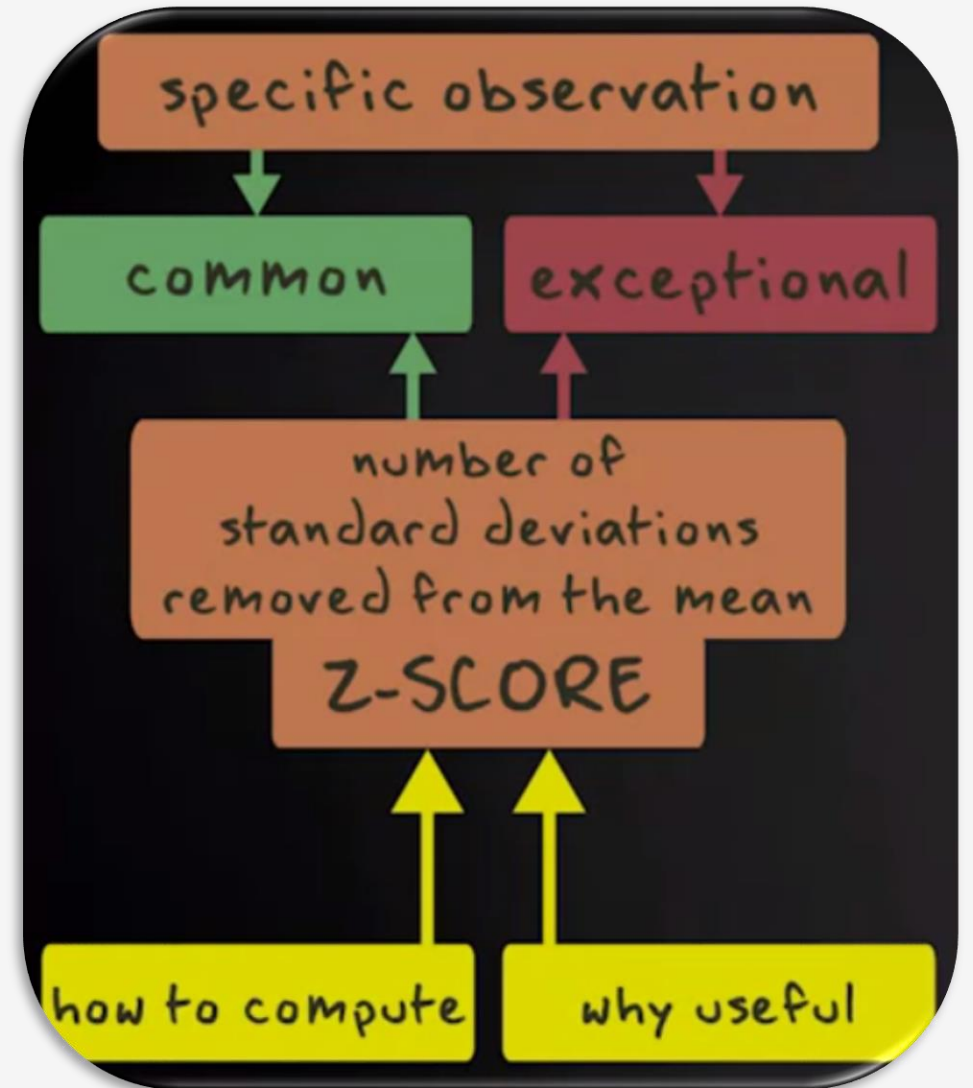 specific observation
common
exceptional
number of
standard deviations
removed from the mean
Z-SCORE
how to compute
why useful